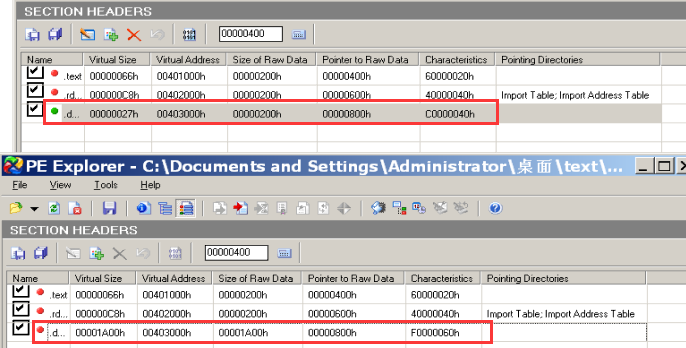 SECTION HEADERS
00000400
Name Virtual Size Virtual Address Size of Raw Data Pointer to Raw Data Characteristics Pointing Directories
.text 00000066h 00401000h 00000200h 00000400h 60000020h
.rd... 000000C8h 00402000h 00000200h 00000600h 40000040h Import Table; Import Address Table
.d... 00000027h 00403000h 00000200h 00000800h C0000040h
PE Explorer - C:\Documents and Settings\Administrator\桌面\text\...
File View Tools Help
SECTION HEADERS
00000400
Name Virtual Size Virtual Address Size of Raw Data Pointer to Raw Data Characteristics Pointing Directories
.text 00000066h 00401000h 00000200h 00000400h 60000020h
.rd... 000000C8h 00402000h 00000200h 00000600h 40000040h Import Table; Import Address Table
.d... 00001A00h 00403000h 00001A00h 00000800h F0000060h